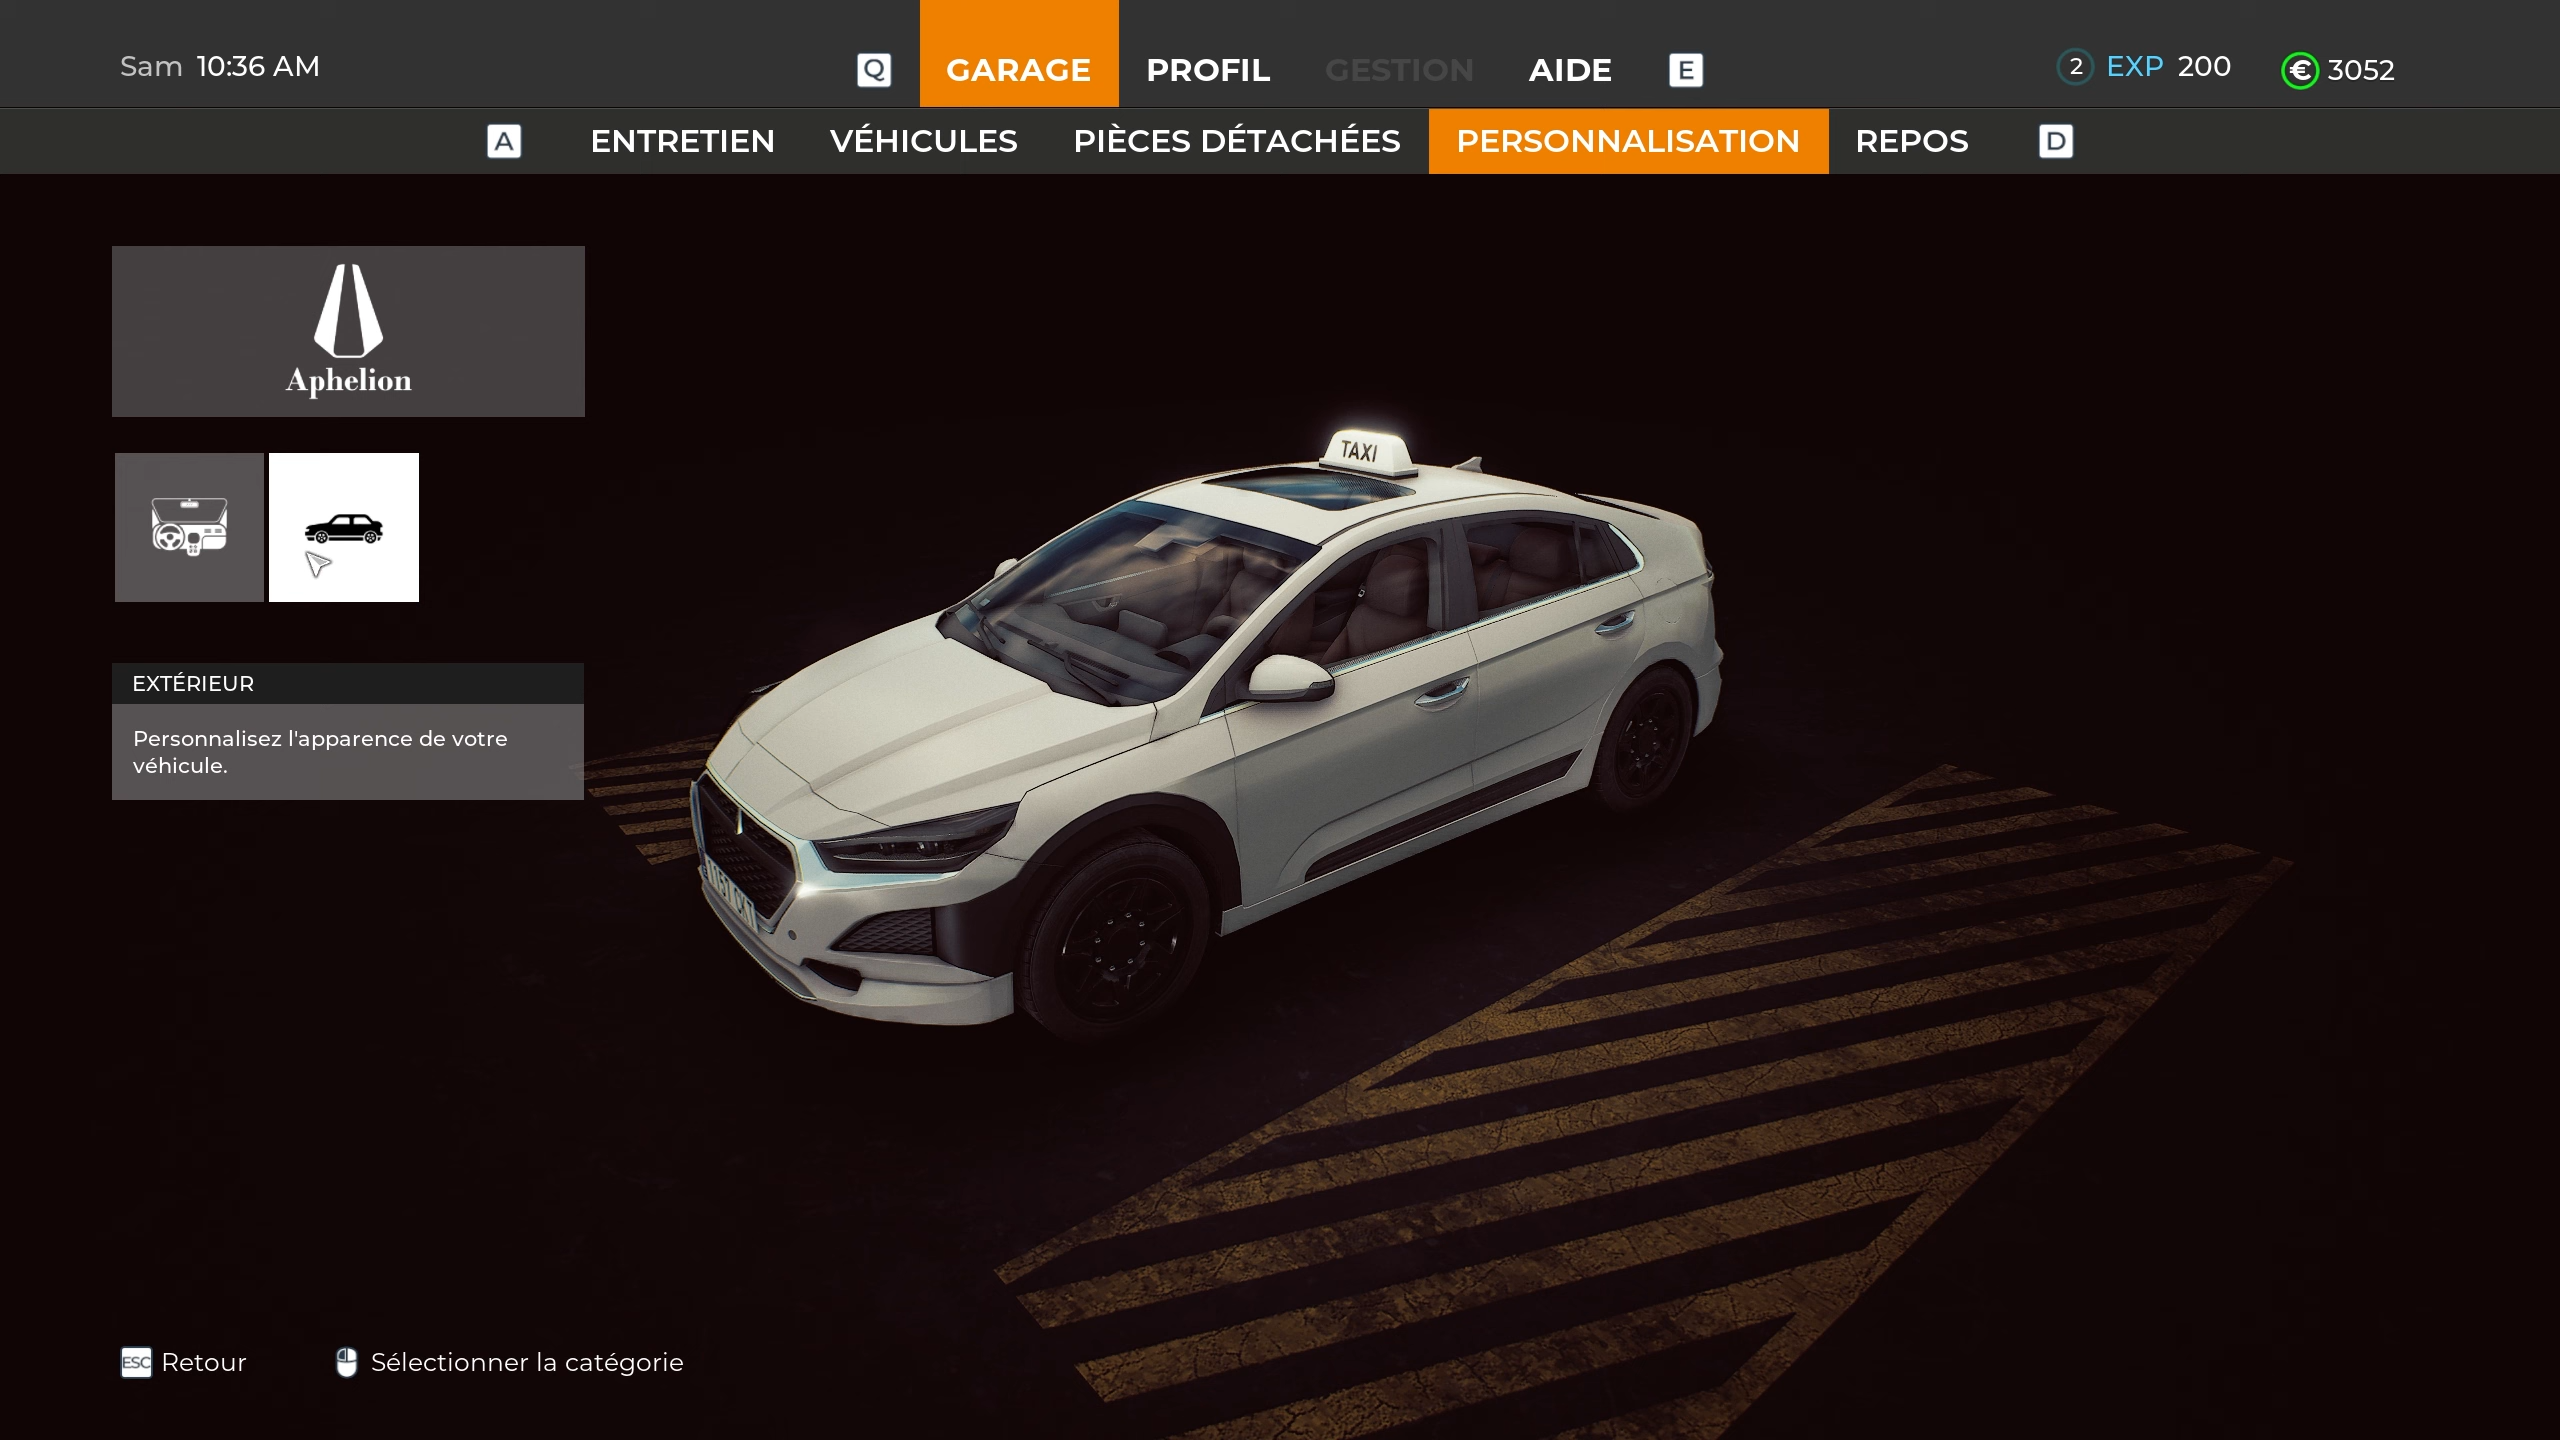 Sam 10:36 AM
Q GARAGE PROFIL GESTION AIDE E
2 EXP 200 € 3052
A ENTRETIEN VÉHICULES PIÈCES DÉTACHÉES PERSONNALISATION REPOS D
Aphelion
TAXI
EXTÉRIEUR
Personnalisez l'apparence de votre
véhicule.
ESC Retour
Sélectionner la catégorie